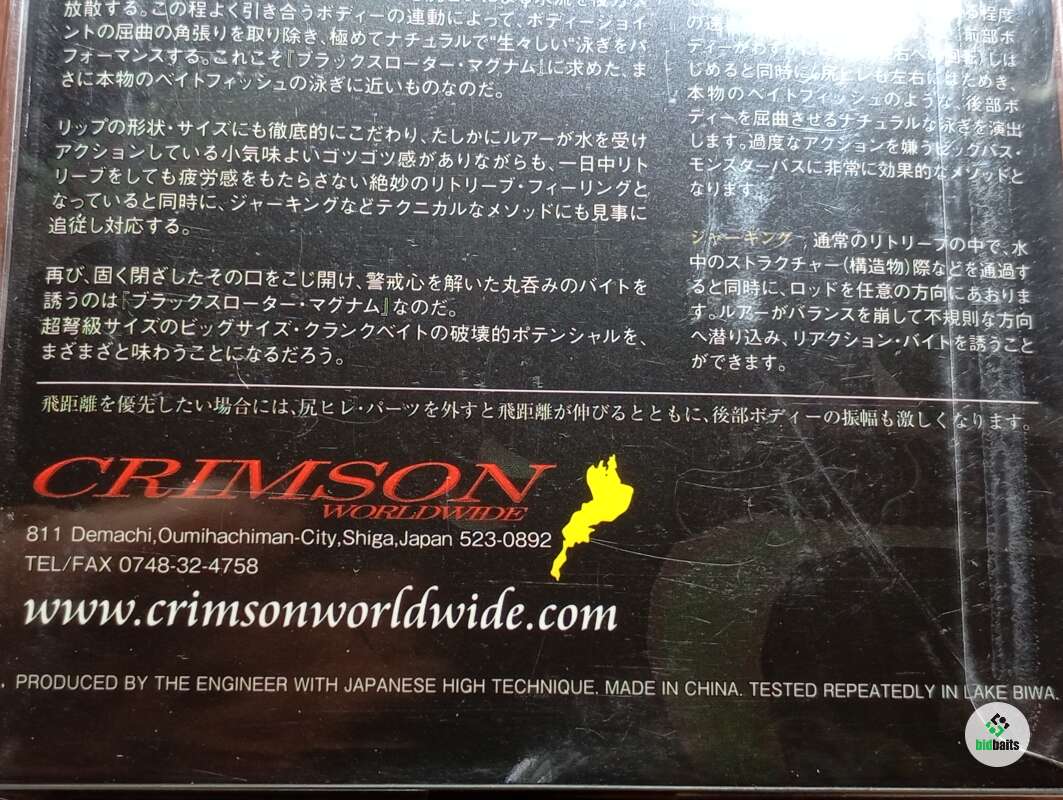 放散する。この程よく引き合うボディーの連動によって、ボディージョイ
ントの屈曲の角張りを取り除き、極めてナチュラルで"生々しい"泳ぎをパ
フォーマンスする。これこそ『ブラックスローター・マグナム』に求めた、ま
さに本物のベイトフィッシュの泳ぎに近いものなのだ。
リップの形状・サイズにも徹底的にこだわり、たしかにルアーが水を受け
アクションしている小気味よいゴツゴツ感がありながらも、一日中リト
リーブをしても疲労感をもたらさない絶妙のリトリーブ・フィーリングと
なっていると同時に、ジャーキングなどテクニカルなメソッドにも見事に
追従し対応する。
再び、固く閉ざしたその口をこじ開け、警戒心を解いた丸呑みのバイトを
誘うのは『ブラックスローター・マグナム』なのだ。
超弩級サイズのビッグサイズ・クランクベイトの破壊的ポテンシャルを、
まざまざと味わうことになるだろう。
る程度
前部ボ
しは
じめると同時に、尻ヒレも左右にはためき、
本物のベイトフィッシュのような、後部ボ
ディーを屈曲させるナチュラルな泳ぎを演出
します。過度なアクションを嫌うビッグバス・
モンスターバスに非常に効果的なメソッドと
なります。
ジャーキング 通常のリトリーブの中で、水
中のストラクチャー(構造物)際などを通過す
ると同時に、ロッドを任意の方向にあおりま
す。ルアーがバランスを崩して不規則な方向
へ潜り込み、リアクション・バイトを誘うこと
ができます。
飛距離を優先したい場合には、尻ヒレ・パーツを外すと飛距離が伸びるとともに、後部ボディーの振幅も激しくなります。
CRIMSON
WORLDWIDE
811 Demachi,Oumihachiman-City,Shiga,Japan 523-0892
TEL/FAX 0748-32-4758
www.crimsonworldwide.com
PRODUCED BY THE ENGINEER WITH JAPANESE HIGH TECHNIQUE. MADE IN CHINA. TESTED REPEATEDLY IN LAKE BIWA.
bidbaits